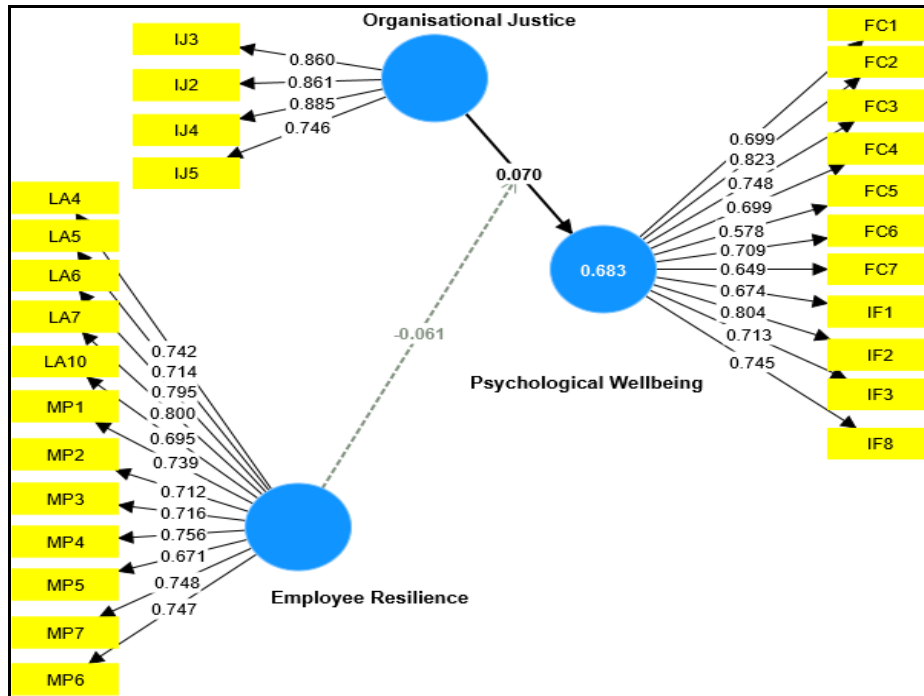 Organisational Justice
IJ3
IJ2
IJ4
IJ5
0.860
0.861
0.885
0.746
0.070
FC1
FC2
FC3
FC4
FC5
FC6
FC7
IF1
IF2
IF3
IF8
0.699
0.823
0.748
0.699
0.578
0.709
0.649
0.674
0.804
0.713
0.745
0.683
Psychological Wellbeing
-0.061
LA4
LA5
LA6
LA7
LA10
MP1
MP2
MP3
MP4
MP5
MP7
MP6
0.742
0.714
0.795
0.800
0.695
0.739
0.712
0.716
0.756
0.671
0.748
0.747
Employee Resilience